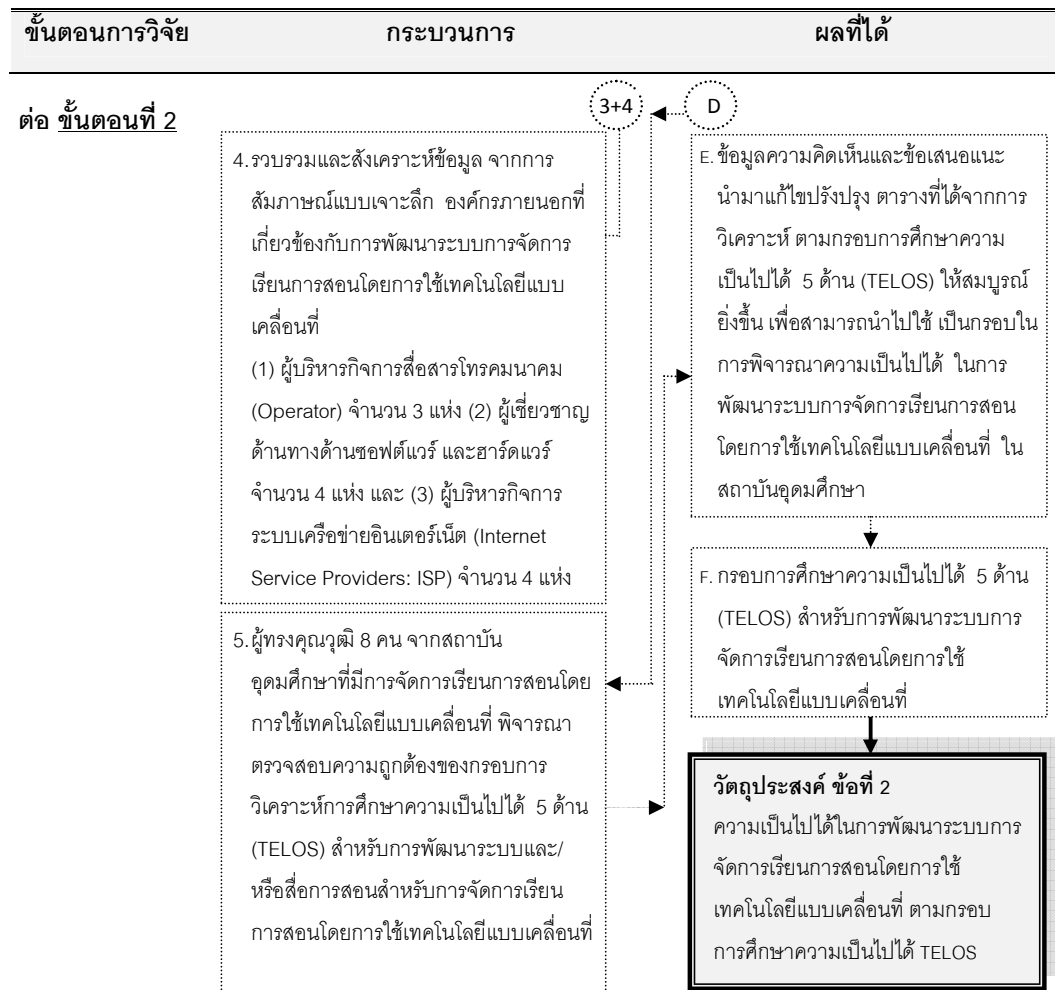 ขั้นตอนการวิจัย
กระบวนการ
ผลที่ได้
ต่อ ขั้นตอนที่ 2
3+4
D
4. รวบรวมและสังเคราะห์ข้อมูล จากการ
สัมภาษณ์แบบเจาะลึก องค์กรภายนอกที่
เกี่ยวข้องกับการพัฒนาระบบการจัดการ
เรียนการสอนโดยการใช้เทคโนโลยีแบบ
เคลื่อนที่
(1) ผู้บริหารกิจการสื่อสารโทรคมนาคม
(Operator) จำนวน 3 แห่ง (2) ผู้เชี่ยวชาญ
ด้านทางด้านซอฟต์แวร์ และฮาร์ดแวร์
จำนวน 4 แห่ง และ (3) ผู้บริหารกิจการ
ระบบเครือข่ายอินเตอร์เน็ต (Internet
Service Providers: ISP) จำนวน 4 แห่ง
5. ผู้ทรงคุณวุฒิ 8 คน จากสถาบัน
อุดมศึกษาที่มีการจัดการเรียนการสอนโดย
การใช้เทคโนโลยีแบบเคลื่อนที่ พิจารณา
ตรวจสอบความถูกต้องของกรอบการ
วิเคราะห์การศึกษาความเป็นไปได้ 5 ด้าน
(TELOS) สำหรับการพัฒนาระบบและ/
หรือสื่อการสอนสำหรับการจัดการเรียน
การสอนโดยการใช้เทคโนโลยีแบบเคลื่อนที่
E. ข้อมูลความคิดเห็นและข้อเสนอแนะ
นำมาแก้ไขปรังปรุง ตารางที่ได้จากการ
วิเคราะห์ ตามกรอบการศึกษาความ
เป็นไปได้ 5 ด้าน (TELOS) ให้สมบูรณ์
ยิ่งขึ้น เพื่อสามารถนำไปใช้ เป็นกรอบใน
การพิจารณาความเป็นไปได้ ในการ
พัฒนาระบบการจัดการเรียนการสอน
โดยการใช้เทคโนโลยีแบบเคลื่อนที่ ใน
สถาบันอุดมศึกษา
F. กรอบการศึกษาความเป็นไปได้ 5 ด้าน
(TELOS) สำหรับการพัฒนาระบบการ
จัดการเรียนการสอนโดยการใช้
เทคโนโลยีแบบเคลื่อนที่
วัตถุประสงค์ ข้อที่ 2
ความเป็นไปได้ในการพัฒนาระบบการ
จัดการเรียนการสอนโดยการใช้
เทคโนโลยีแบบเคลื่อนที่ ตามกรอบ
การศึกษาความเป็นไปได้ TELOS